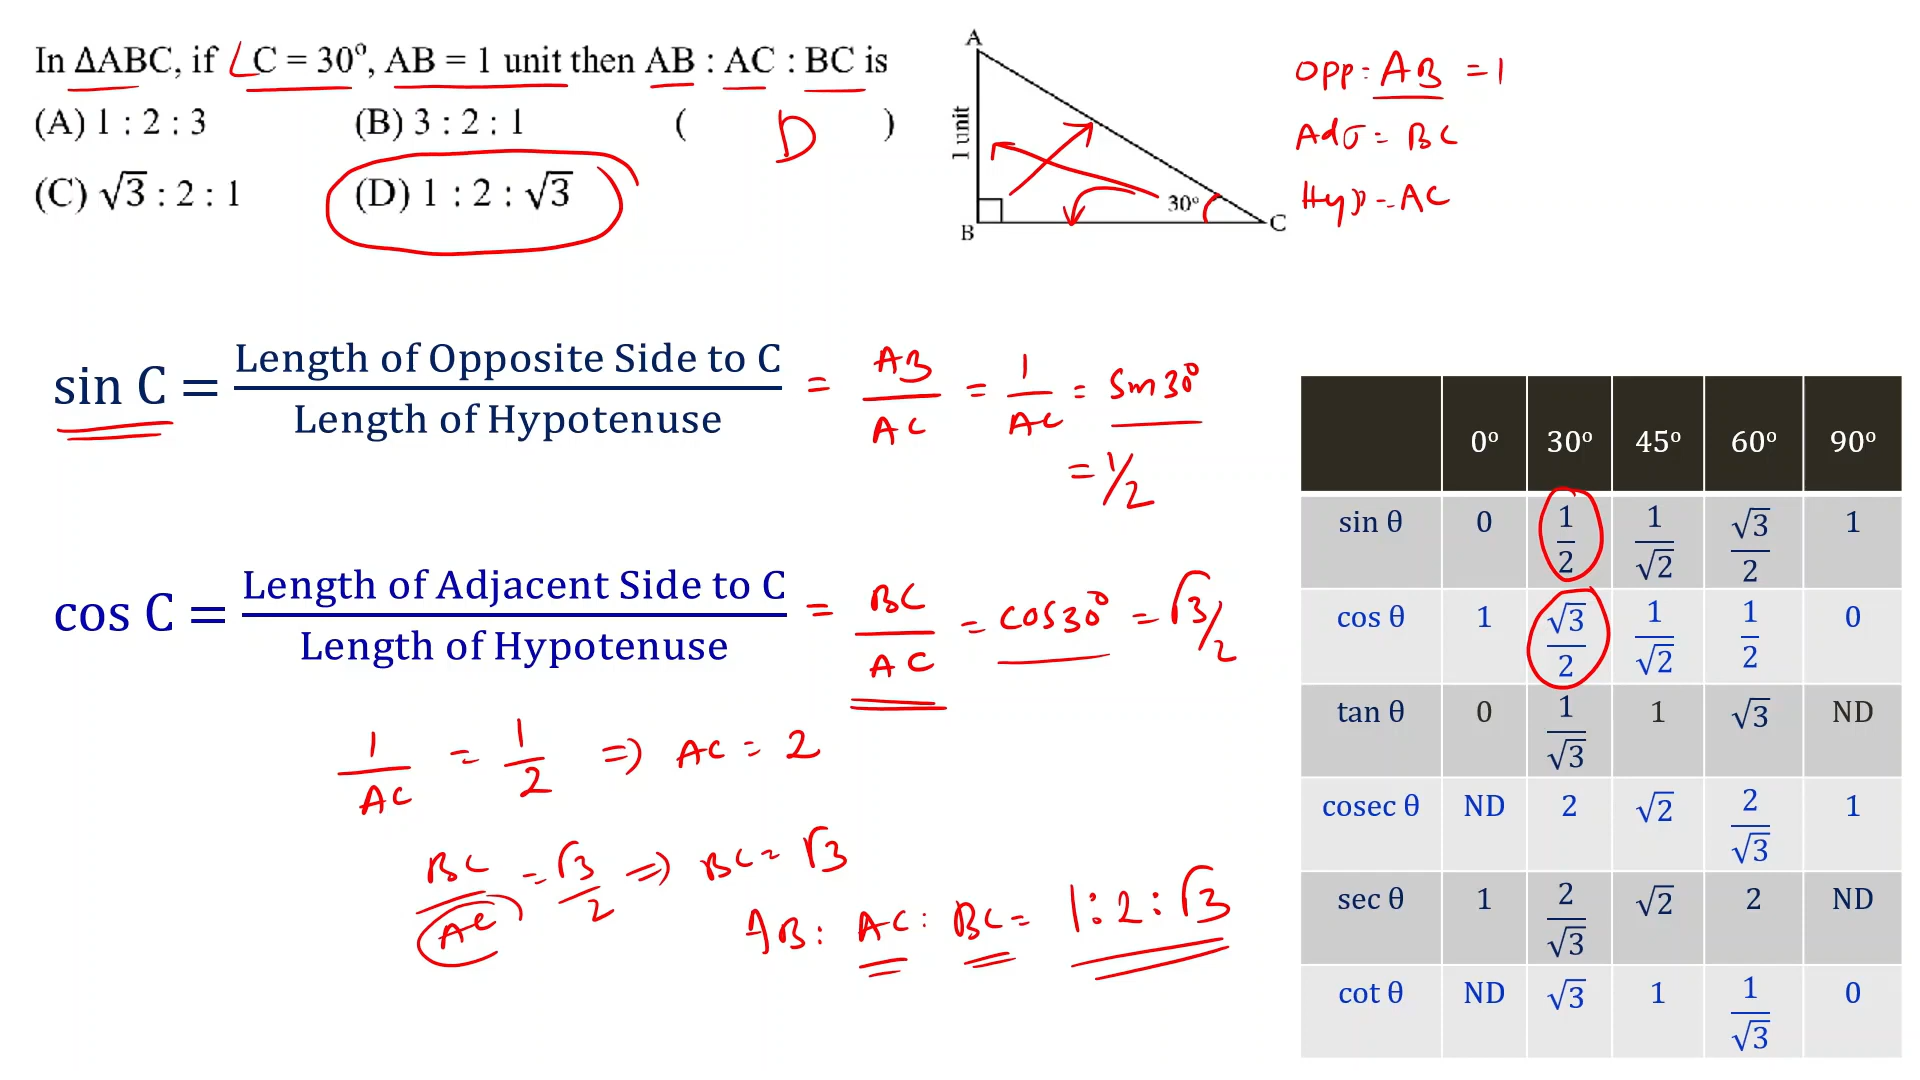 In ΔABC, if ∠C = 30°, AB = 1 unit then AB : AC : BC is
(A) 1 : 2 : 3 (B) 3 : 2 : 1 ( D )
(C) √3 : 2 : 1 (D) 1 : 2 : √3
A
1 unit
B
30°
C
Opp: AB = 1
Adj = BC
Hyp = AC
sin C = Length of Opposite Side to C / Length of Hypotenuse = AB / AC = 1 / AC = Sin 30°
= 1/2
cos C = Length of Adjacent Side to C / Length of Hypotenuse = BC / AC = cos 30° = √3/2
1 / AC = 1 / 2 => AC = 2
BC / AC = √3 / 2 => BC = √3
AB : AC : BC = 1 : 2 : √3
0° 30° 45° 60° 90°
sin θ 0 1/2 1/√2 √3/2 1
cos θ 1 √3/2 1/√2 1/2 0
tan θ 0 1/√3 1 √3 ND
cosec θ ND 2 √2 2/√3 1
sec θ 1 2/√3 √2 2 ND
cot θ ND √3 1 1/√3 0